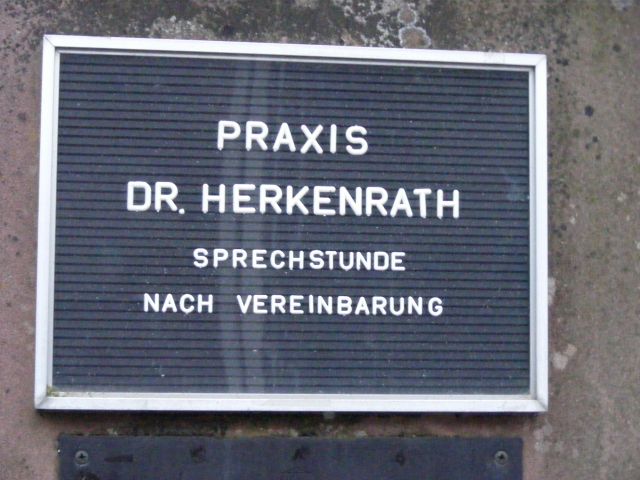 PRAXIS
DR. HERKENRATH
SPRECHSTUNDE
NACH VEREINBARUNG